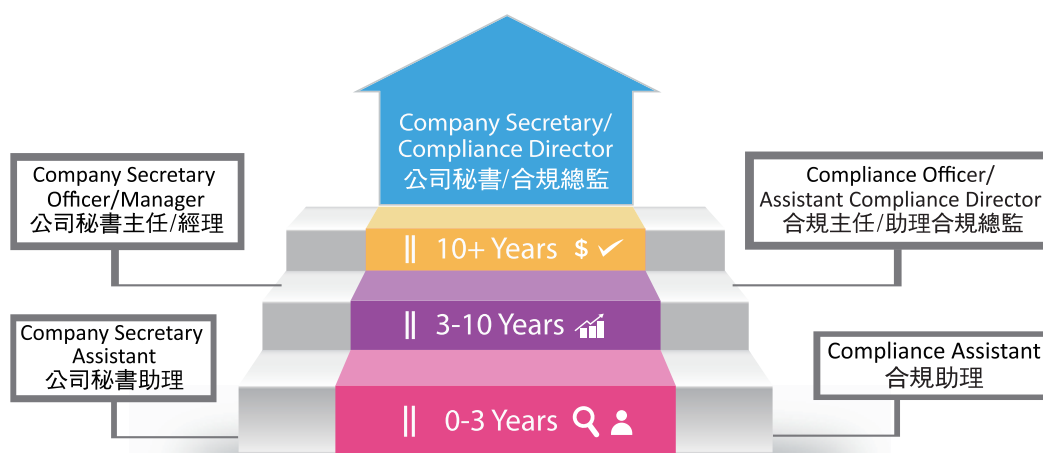 Company Secretary/
Compliance Director
公司秘書/合規總監
Company Secretary
Officer/Manager
公司秘書主任/經理
Compliance Officer/
Assistant Compliance Director
合規主任/助理合規總監
10+ Years $
3-10 Years
Company Secretary
Assistant
公司秘書助理
Compliance Assistant
合規助理
0-3 Years